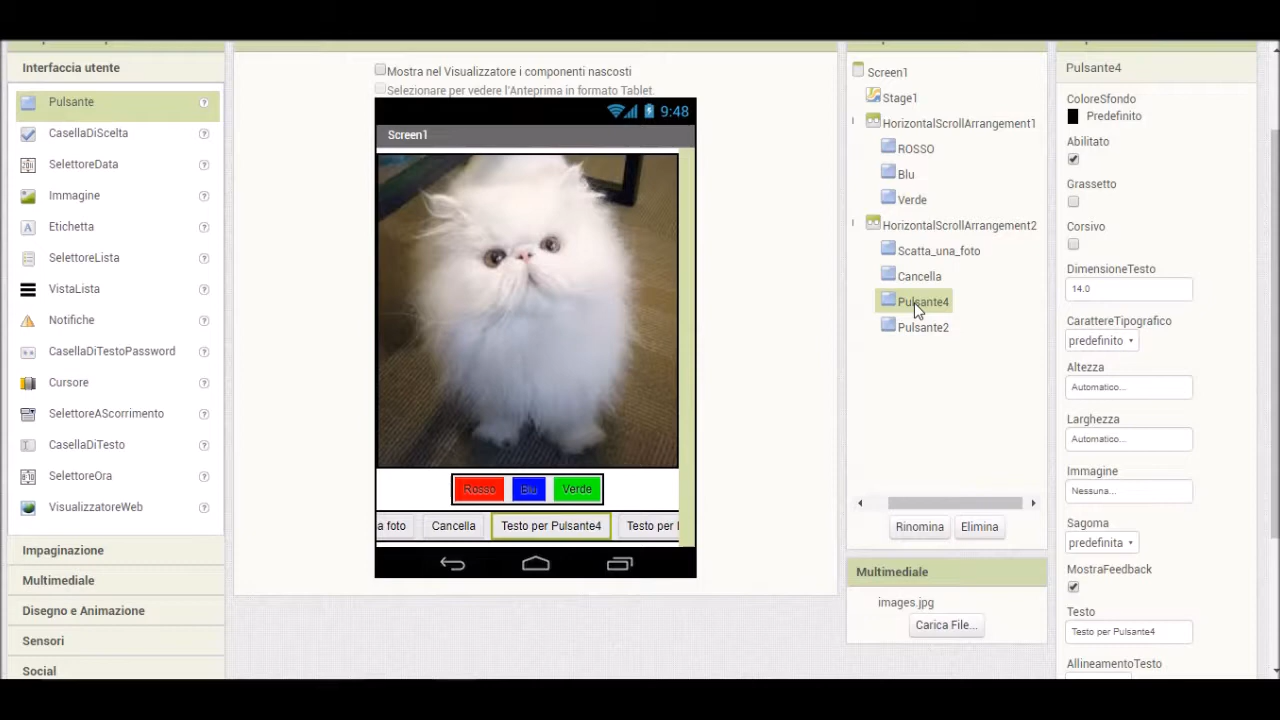 Interfaccia utente
Pulsante
CasellaDiScelta
SelettoreData
Immagine
Etichetta
SelettoreLista
VistaLista
Notifiche
CasellaDiTestoPassword
Cursore
SelettoreAScorrimento
CasellaDiTesto
SelettoreOra
VisualizzatoreWeb
Impaginazione
Multimediale
Disegno e Animazione
Sensori
Social
Mostra nel Visualizzatore i componenti nascosti
Selezionare per vedere l'Anteprima in formato Tablet.
9:48
Screen1
Rosso Blu Verde
a foto Cancella Testo per Pulsante4 Testo per
Screen1
Stage1
HorizontalScrollArrangement1
ROSSO
Blu
Verde
HorizontalScrollArrangement2
Scatta_una_foto
Cancella
Pulsante4
Pulsante2
Rinomina Elimina
Multimediale
images.jpg
Carica File...
Pulsante4
ColoreSfondo
Predefinito
Abilitato
Grassetto
Corsivo
DimensioneTesto
14.0
CarattereTipografico
predefinito
Altezza
Automatico...
Larghezza
Automatico...
Immagine
Nessuna...
Sagoma
predefinita
MostraFeedback
Testo
Testo per Pulsante4
AllineamentoTesto